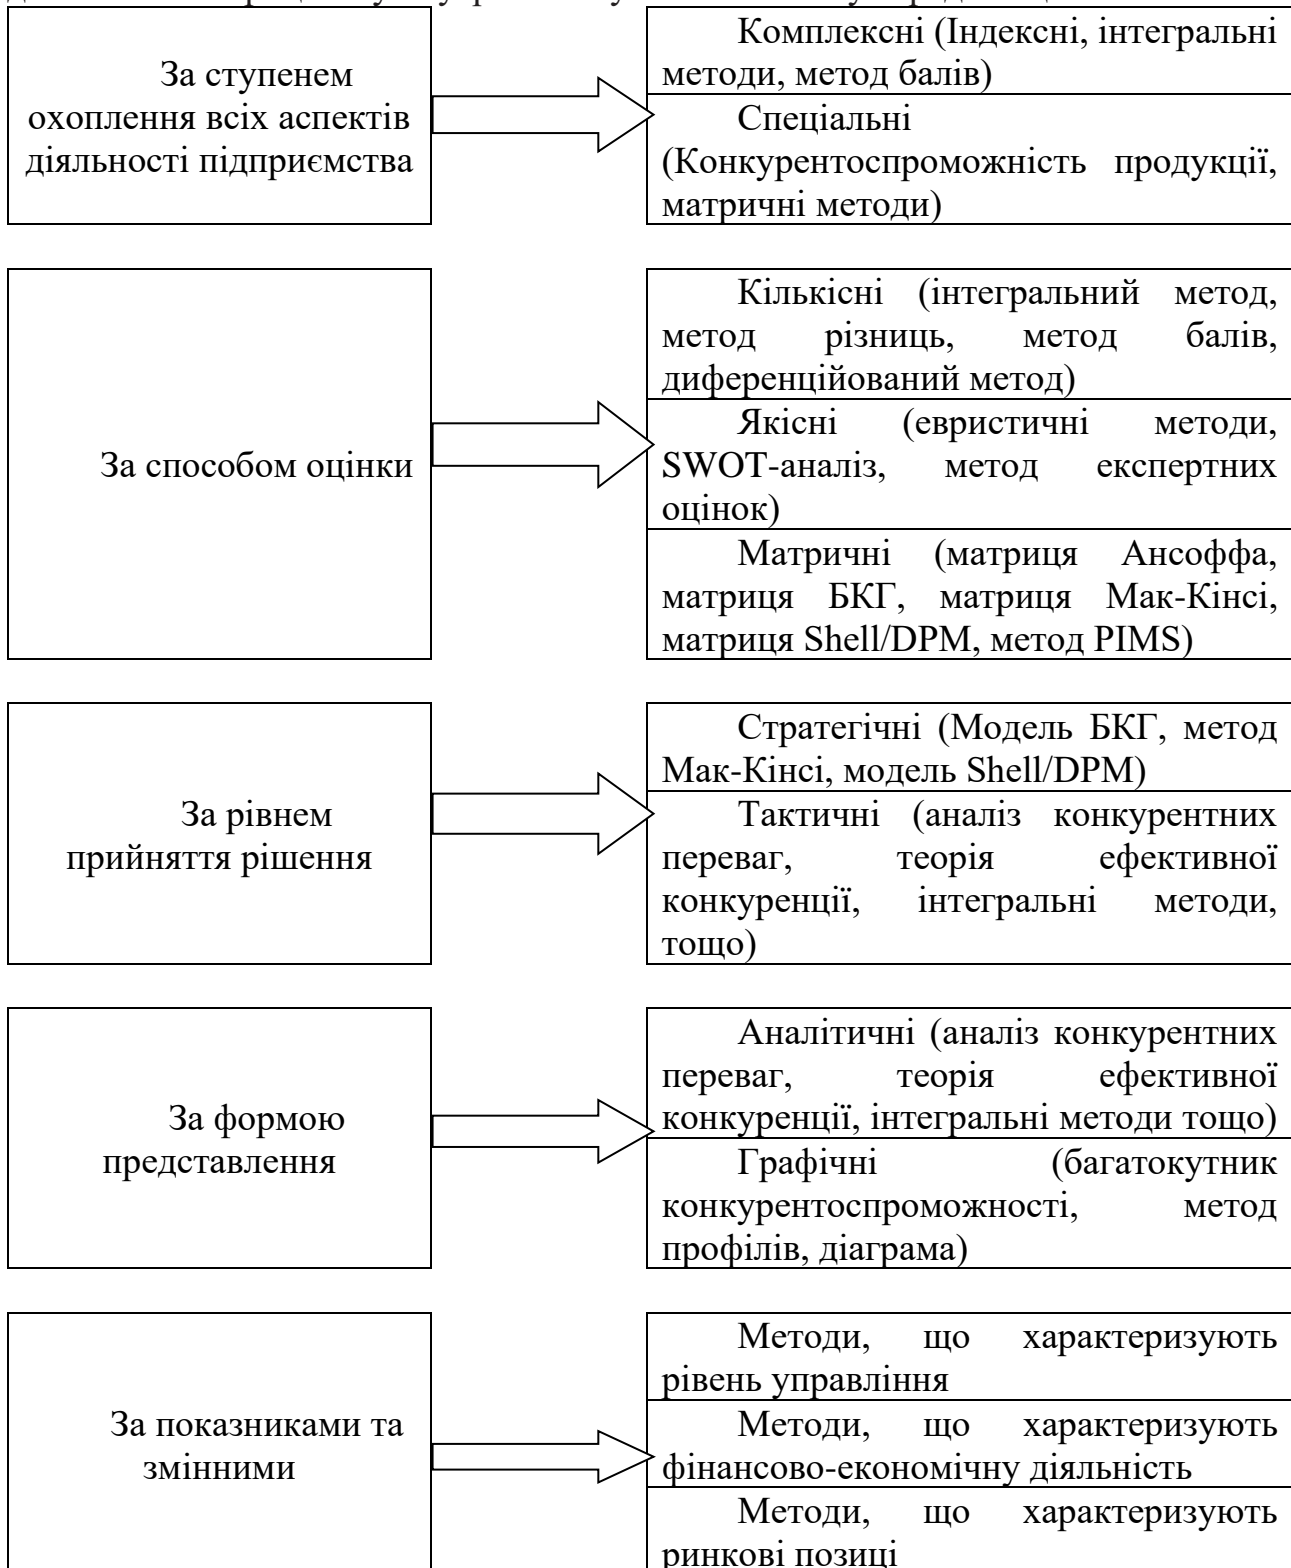 За ступенем
охоплення всіх аспектів
діяльності підприємства
Комплексні (Індексні, інтегральні
методи, метод балів)
Спеціальні
(Конкурентоспроможність продукції,
матричні методи)
За способом оцінки
Кількісні (інтегральний метод,
метод різниць, метод балів,
диференційований метод)
Якісні (евристичні методи,
SWOT-аналіз, метод експертних
оцінок)
Матричні (матриця Ансоффа,
матриця БКГ, матриця Мак-Кінсі,
матриця Shell/DPM, метод PIMS)
За рівнем
прийняття рішення
Стратегічні (Модель БКГ, метод
Мак-Кінсі, модель Shell/DPM)
Тактичні (аналіз конкурентних
переваг, теорія ефективної
конкуренції, інтегральні методи,
тощо)
За формою
представлення
Аналітичні (аналіз конкурентних
переваг, теорія ефективної
конкуренції, інтегральні методи тощо)
Графічні (багатокутник
конкурентоспроможності, метод
профілів, діаграма)
За показниками та
змінними
Методи, що характеризують
рівень управління
Методи, що характеризують
фінансово-економічну діяльність
Методи, що характеризують
ринкові позиці